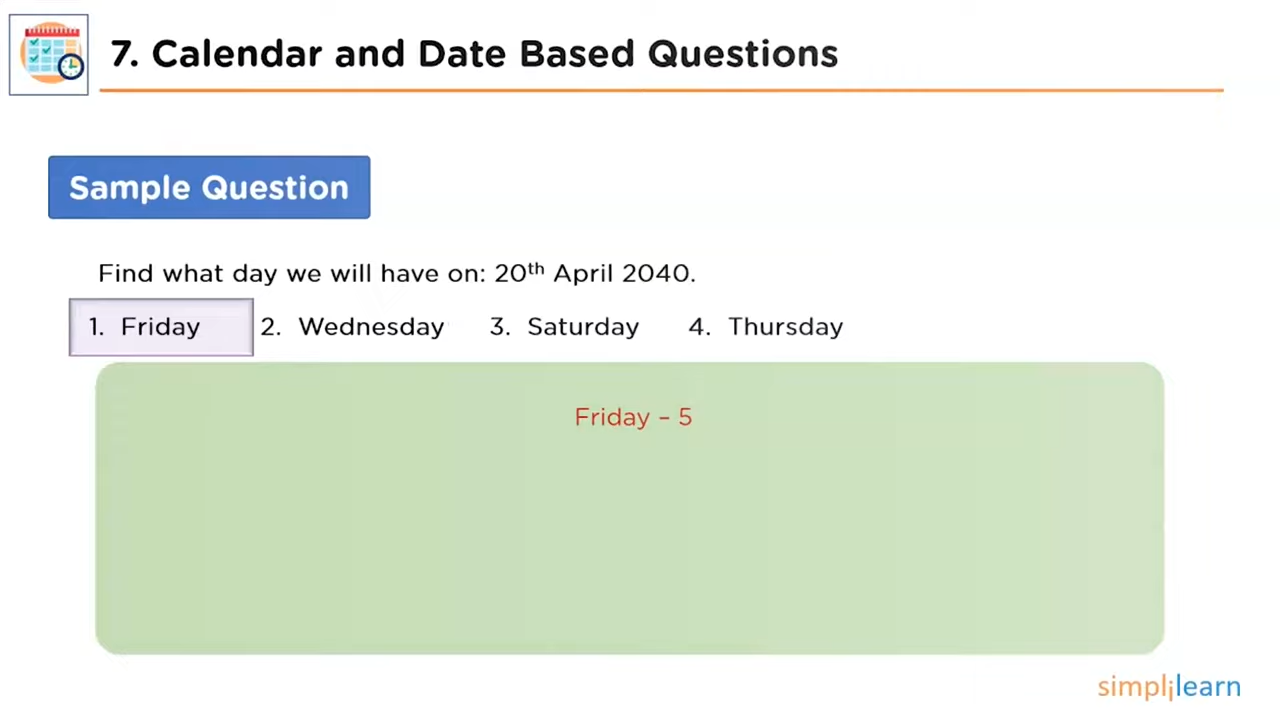 7. Calendar and Date Based Questions
Sample Question
Find what day we will have on: 20th April 2040.
1. Friday 2. Wednesday 3. Saturday 4. Thursday
Friday – 5
simplilearn